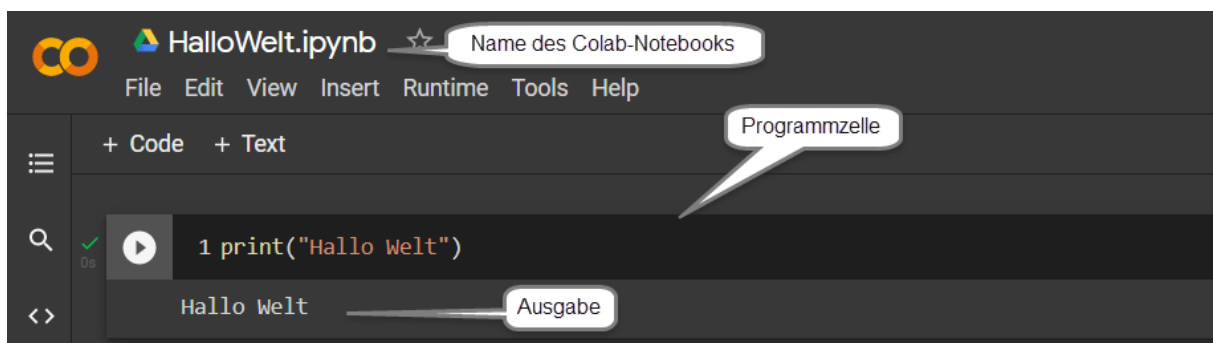 HalloWelt.ipynb
Name des Colab-Notebooks
File Edit View Insert Runtime Tools Help
+ Code + Text
Programmzelle
1 print("Hallo Welt")
0s
Hallo Welt
Ausgabe